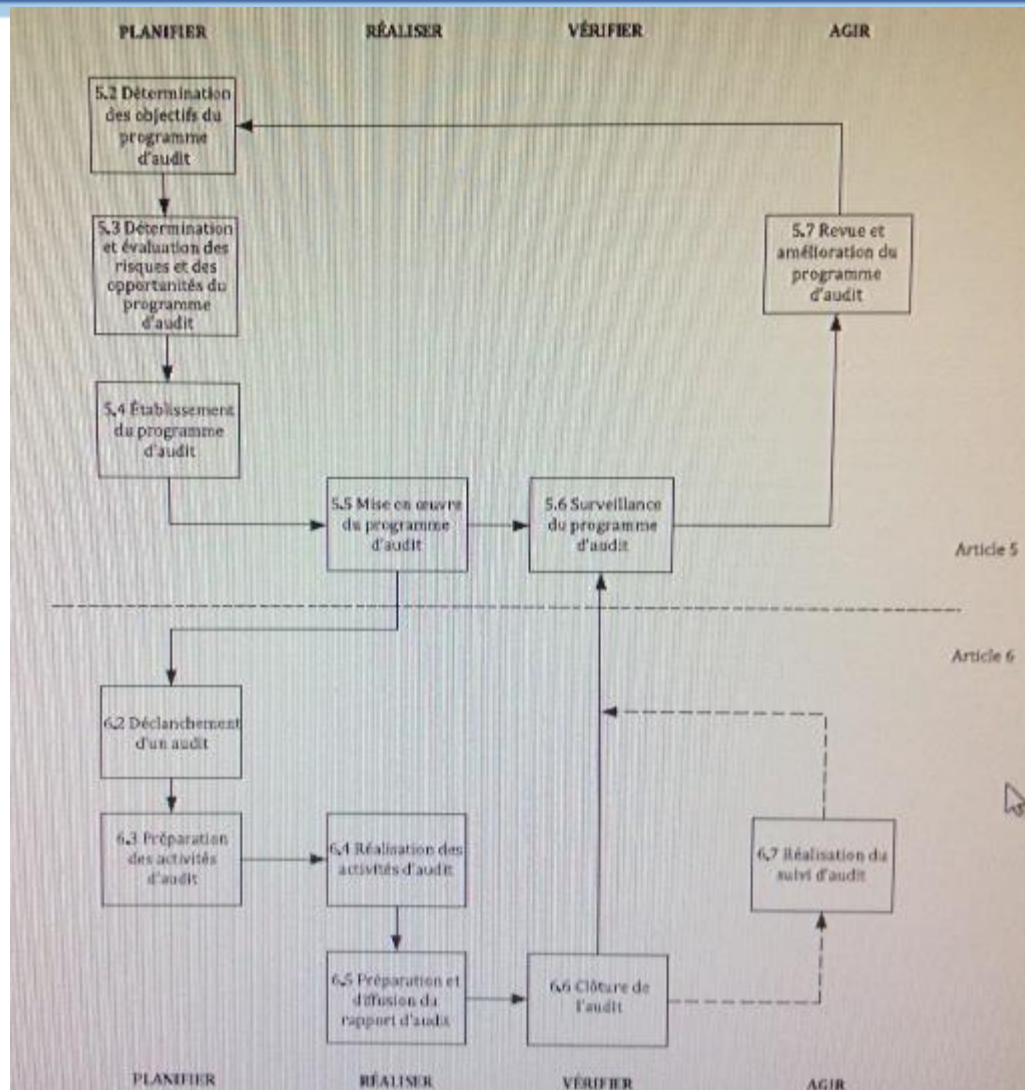 PLANIFIER
RÉALISER
VÉRIFIER
AGIR
5.2 Détermination
des objectifs du
programme
d'audit
5.3 Détermination
et évaluation des
risques et des
opportunités du
programme
d'audit
5.7 Revue et
amélioration du
programme
d'audit
5.4 Établissement
du programme
d'audit
5.5 Mise en œuvre
du programme
d'audit
5.6 Surveillance
du programme
d'audit
Article 5
Article 6
6.2 Déclanchement
d'un audit
6.3 Préparation
des activités
d'audit
6.4 Réalisation des
activités d'audit
6.7 Réalisation du
suivi d'audit
6.5 Préparation et
diffusion du
rapport d'audit
6.6 Clôture de
l'audit
PLANIFIER
RÉALISER
VÉRIFIER
AGIR